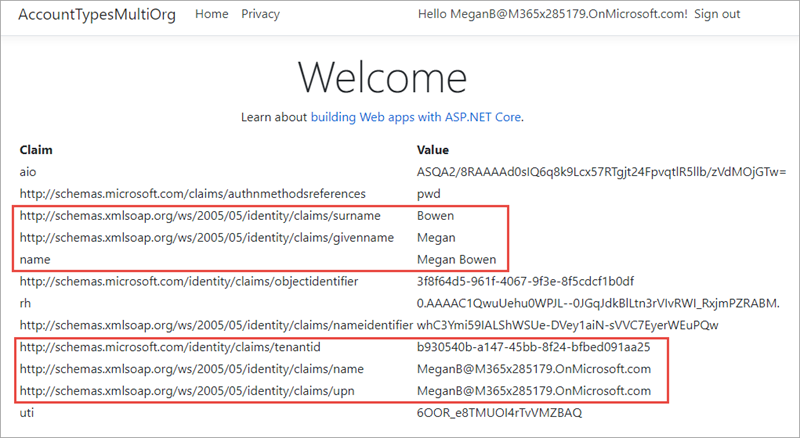 AccountTypesMultiOrg Home Privacy Hello MeganB@M365x285179.OnMicrosoft.com! Sign out
Welcome
Learn about building Web apps with ASP.NET Core.
Claim Value
aio ASQA2/8RAAAAd0sIQ6q8k9Lcx57RTgjt24FpvqtlR5llb/zVdMOjGTw=
http://schemas.microsoft.com/claims/authnmethodsreferences pwd
http://schemas.xmlsoap.org/ws/2005/05/identity/claims/surname Bowen
http://schemas.xmlsoap.org/ws/2005/05/identity/claims/givenname Megan
name Megan Bowen
http://schemas.microsoft.com/identity/claims/objectidentifier 3f8f64d5-961f-4067-9f3e-8f5cdcf1b0df
rh 0.AAAAC1QwuUehu0WPJL--0JGqJdkBlLtn3rVIvRWI_RxjmPZRABM.
http://schemas.xmlsoap.org/ws/2005/05/identity/claims/nameidentifier whC3Ymi59IALShWSUe-DVey1aiN-sVVC7EyerWEuPQw
http://schemas.microsoft.com/identity/claims/tenantid b930540b-a147-45bb-8f24-bfbed091aa25
http://schemas.xmlsoap.org/ws/2005/05/identity/claims/name MeganB@M365x285179.OnMicrosoft.com
http://schemas.xmlsoap.org/ws/2005/05/identity/claims/upn MeganB@M365x285179.OnMicrosoft.com
uti 6OOR_e8TMUOI4rTvVMZBAQ